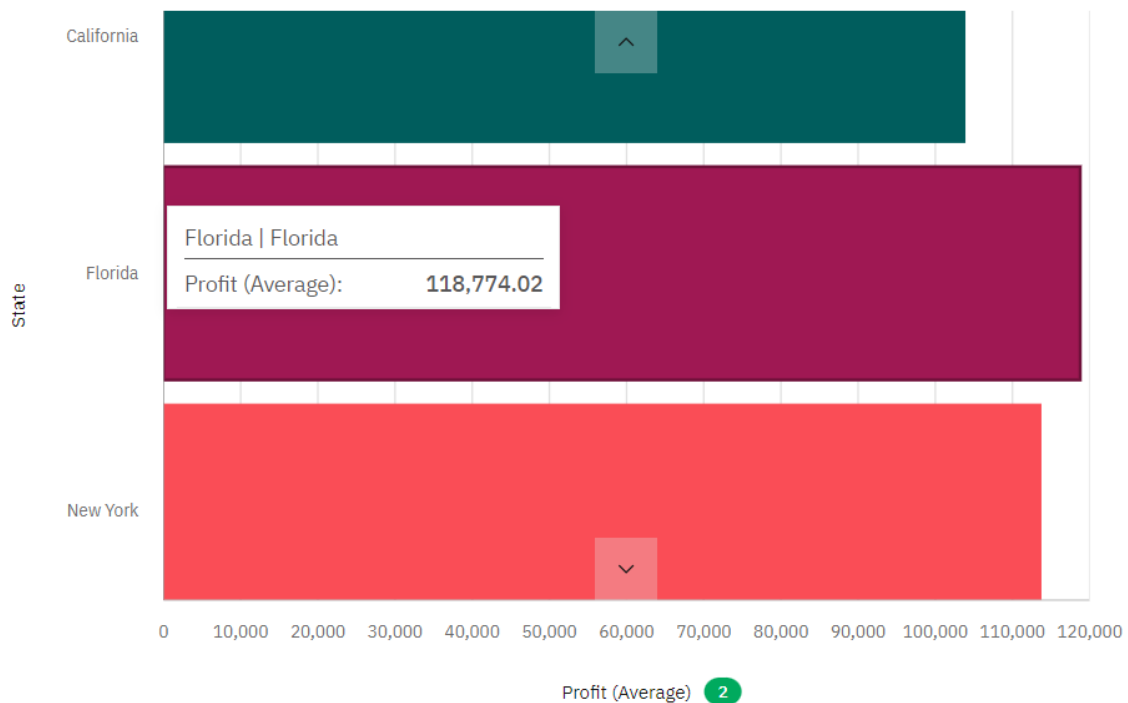 California
Florida | Florida
Profit (Average): 118,774.02
Florida
State
New York
0 10,000 20,000 30,000 40,000 50,000 60,000 70,000 80,000 90,000 100,000 110,000 120,000
Profit (Average) 2